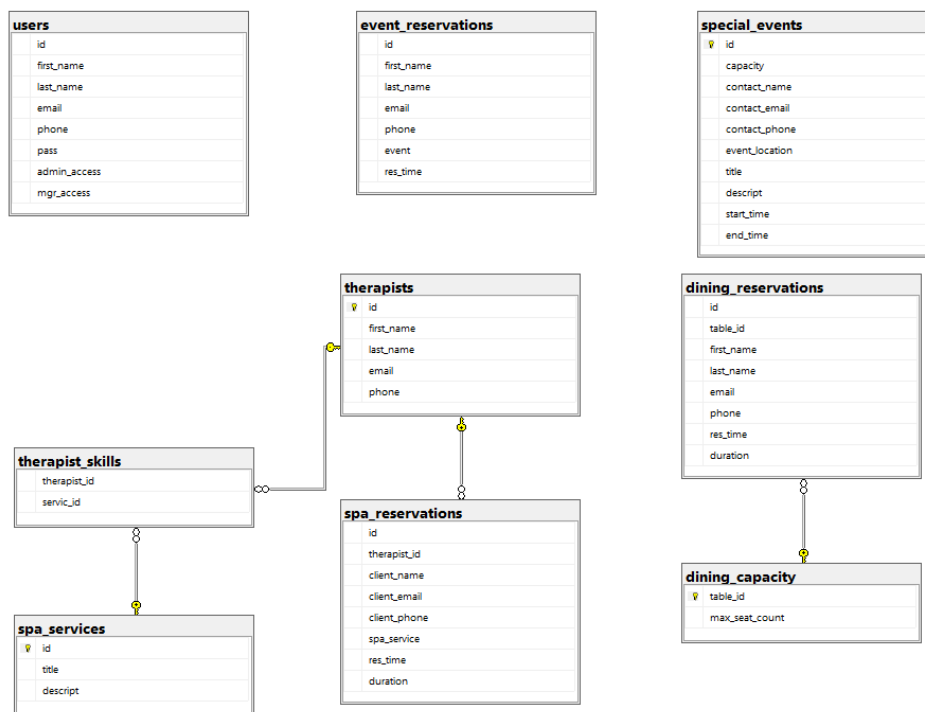 users
id
first_name
last_name
email
phone
pass
admin_access
mgr_access
event_reservations
id
first_name
last_name
email
phone
event
res_time
special_events
id
capacity
contact_name
contact_email
contact_phone
event_location
title
descript
start_time
end_time
therapists
id
first_name
last_name
email
phone
dining_reservations
id
table_id
first_name
last_name
email
phone
res_time
duration
therapist_skills
therapist_id
servic_id
spa_reservations
id
therapist_id
client_name
client_email
client_phone
spa_service
res_time
duration
dining_capacity
table_id
max_seat_count
spa_services
id
title
descript